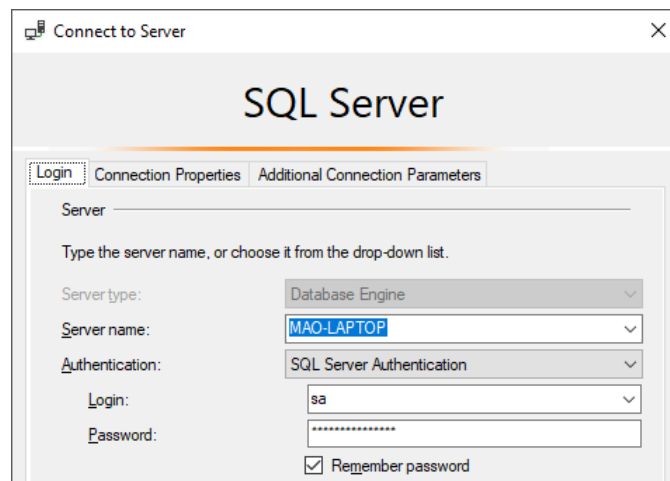 Connect to Server
SQL Server
Login Connection Properties Additional Connection Parameters
Server
Type the server name, or choose it from the drop-down list.
Server type: Database Engine
Server name: MAO-LAPTOP
Authentication: SQL Server Authentication
Login: sa
Password: ***************
Remember password